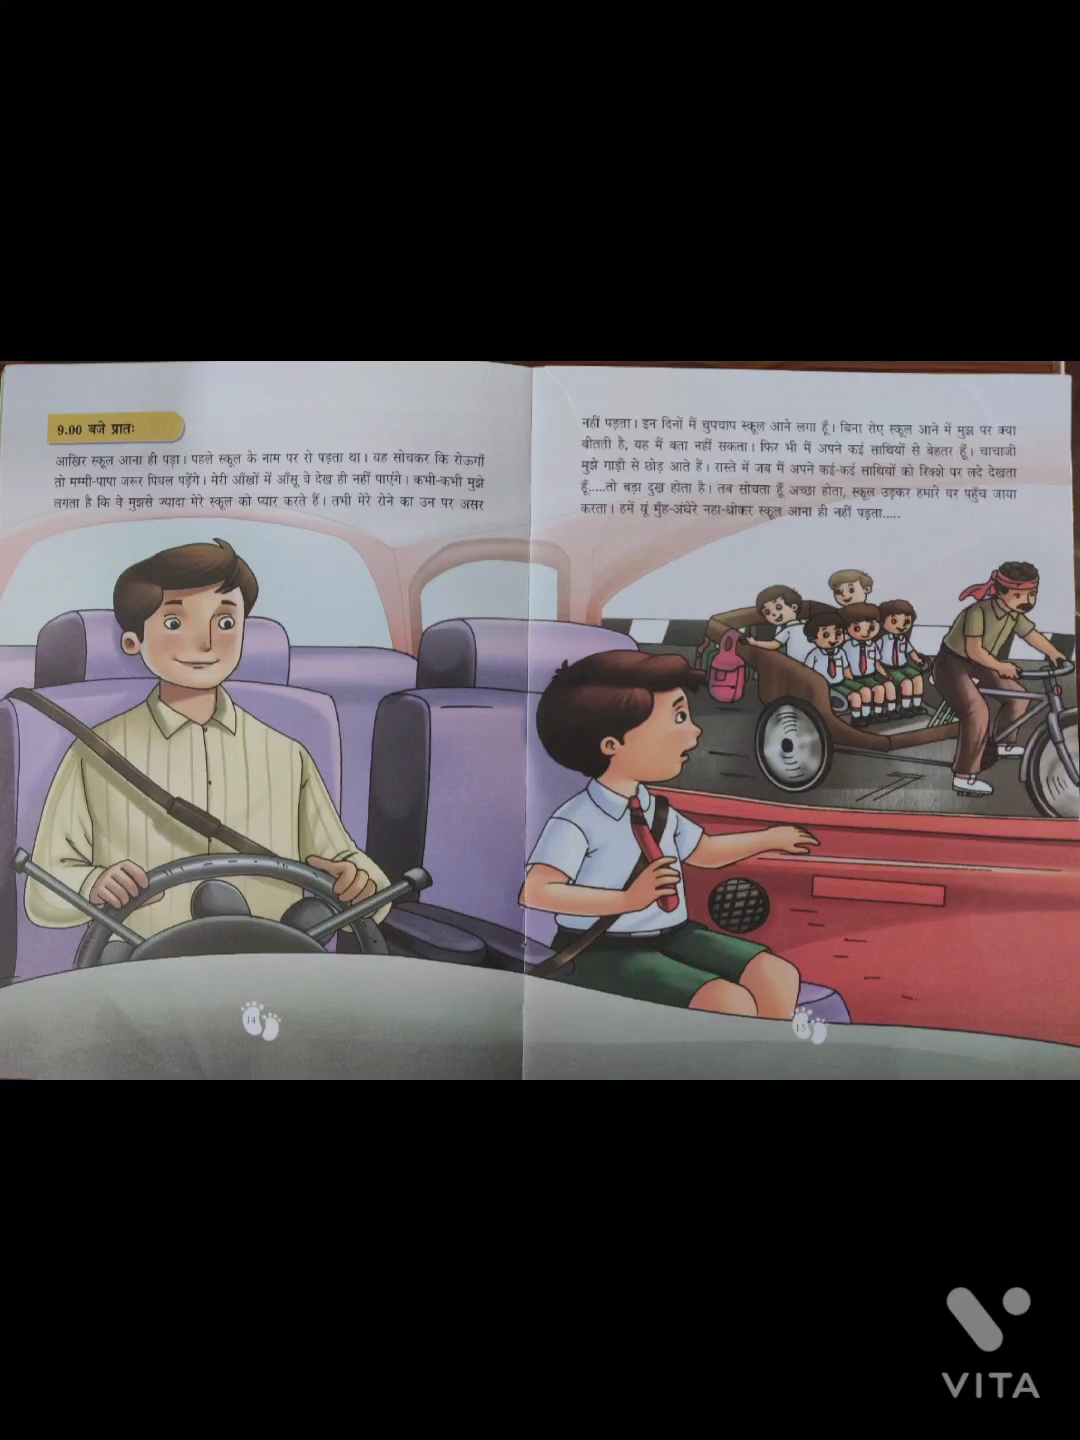 9.00 बजे प्रातः
आखिर स्कूल आना ही पड़ा। पहले स्कूल के नाम पर रो पड़ता था। यह सोचकर कि रोऊगाँ
तो मम्मी-पापा जरूर पिघल पड़ेंगे। मेरी आँखों में आँसू वे देख ही नहीं पाएंगे। कभी-कभी मुझे
लगता है कि वे मुझसे ज्यादा मेरे स्कूल को प्यार करते हैं। तभी मेरे रोने का उन पर असर
14
नहीं पड़ता। इन दिनों मैं चुपचाप स्कूल आने लगा हूँ। बिना रोए स्कूल आने में मुझ पर क्या
बीतती है, यह मैं बता नहीं सकता। फिर भी मैं अपने कई साथियों से बेहतर हूँ। चाचाजी
मुझे गाड़ी से छोड़ आते हैं। रास्ते में जब मैं अपने कई-कई साथियों को रिक्शे पर लदे देखता
हूँ.....तो बड़ा दुख होता है। तब सोचता हूँ अच्छा होता, स्कूल उड़कर हमारे घर पहुँच जाया
करता। हमें यूं मुँह-अंधेरे नहा-धोकर स्कूल आना ही नहीं पड़ता.....
15
VITA